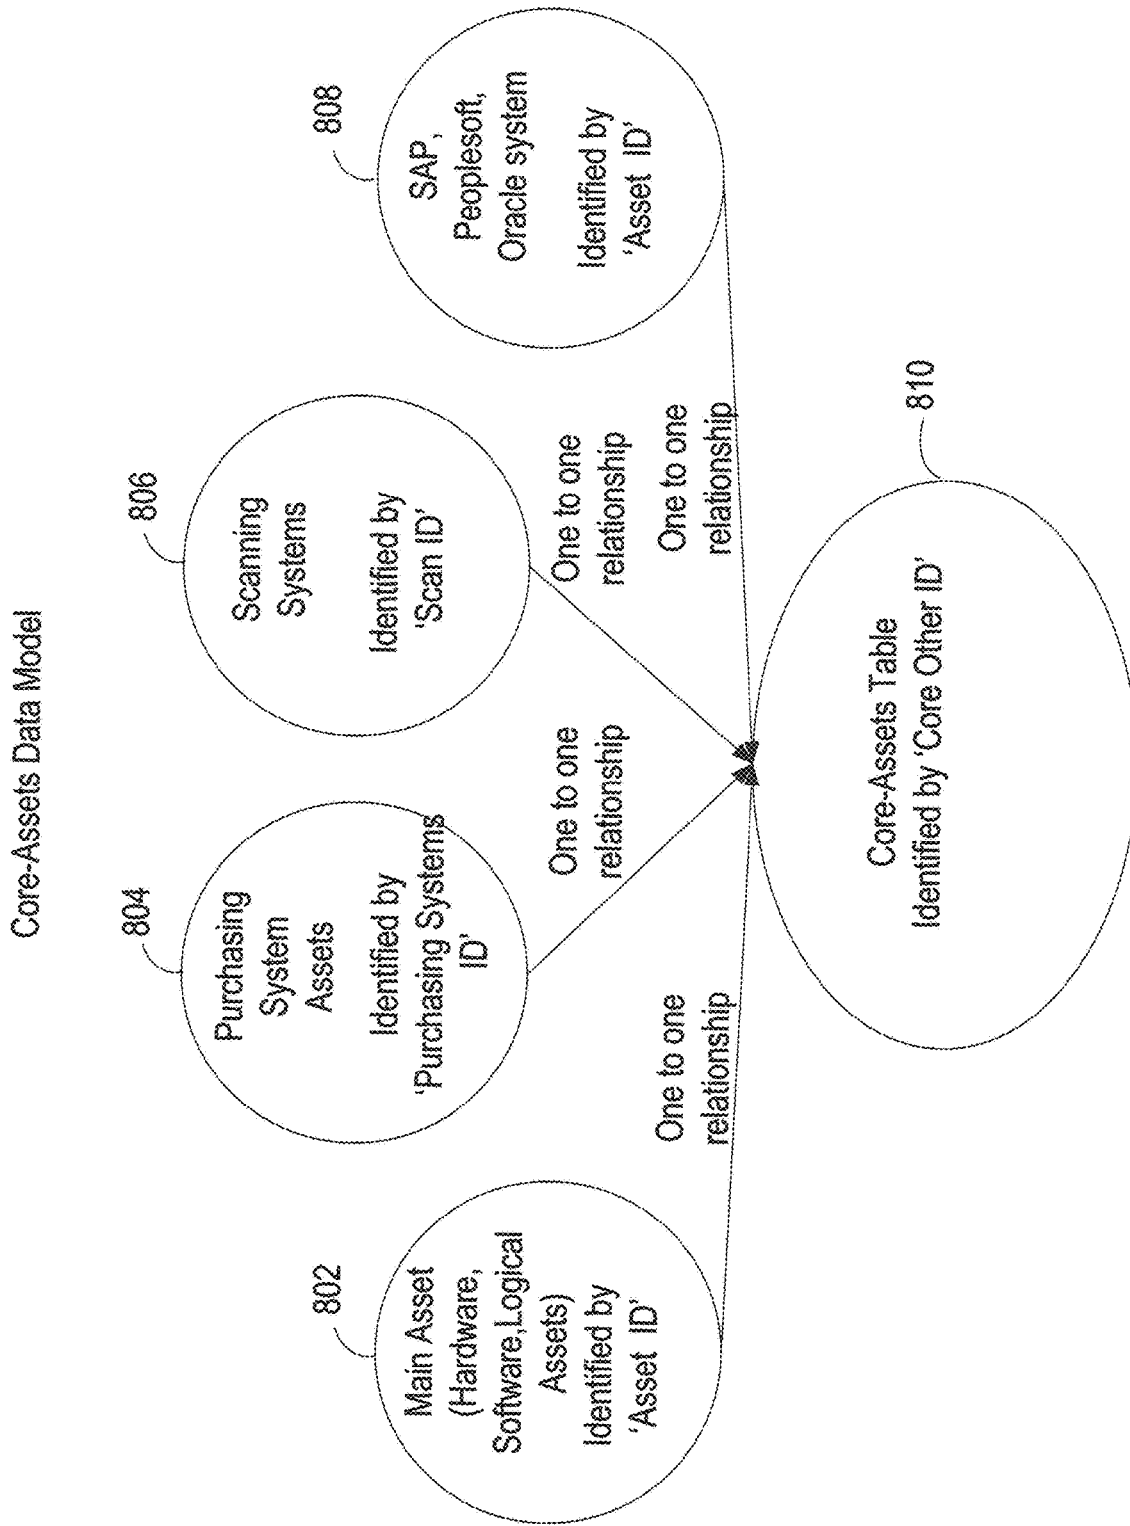 Core-Assets Data Model
802
Main Asset
(Hardware,
Software,Logical
Assets)
Identified by
'Asset ID'
804
Purchasing
System
Assets
Identified by
'Purchasing Systems
ID'
806
Scanning
Systems
Identified by
'Scan ID'
808
SAP,
Peoplesoft,
Oracle system
Identified by
'Asset ID'
One to one
relationship
One to one
relationship
One to one
relationship
One to one
relationship
810
Core-Assets Table
Identified by 'Core Other ID'